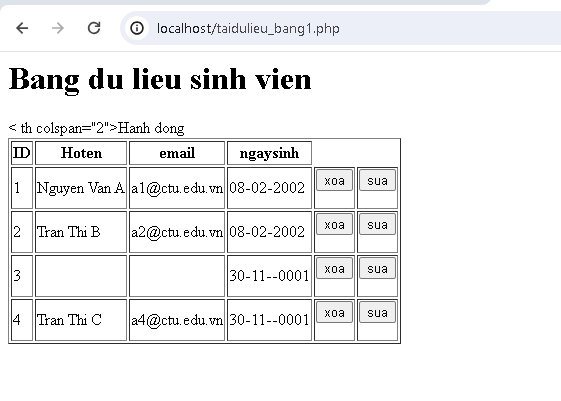 localhost/taidulieu_bang1.php
Bang du lieu sinh vien
< th colspan="2">Hanh dong
ID Hoten email ngaysinh
1 Nguyen Van A a1@ctu.edu.vn 08-02-2002 xoa sua
2 Tran Thi B a2@ctu.edu.vn 08-02-2002 xoa sua
3 30-11--0001 xoa sua
4 Tran Thi C a4@ctu.edu.vn 30-11--0001 xoa sua